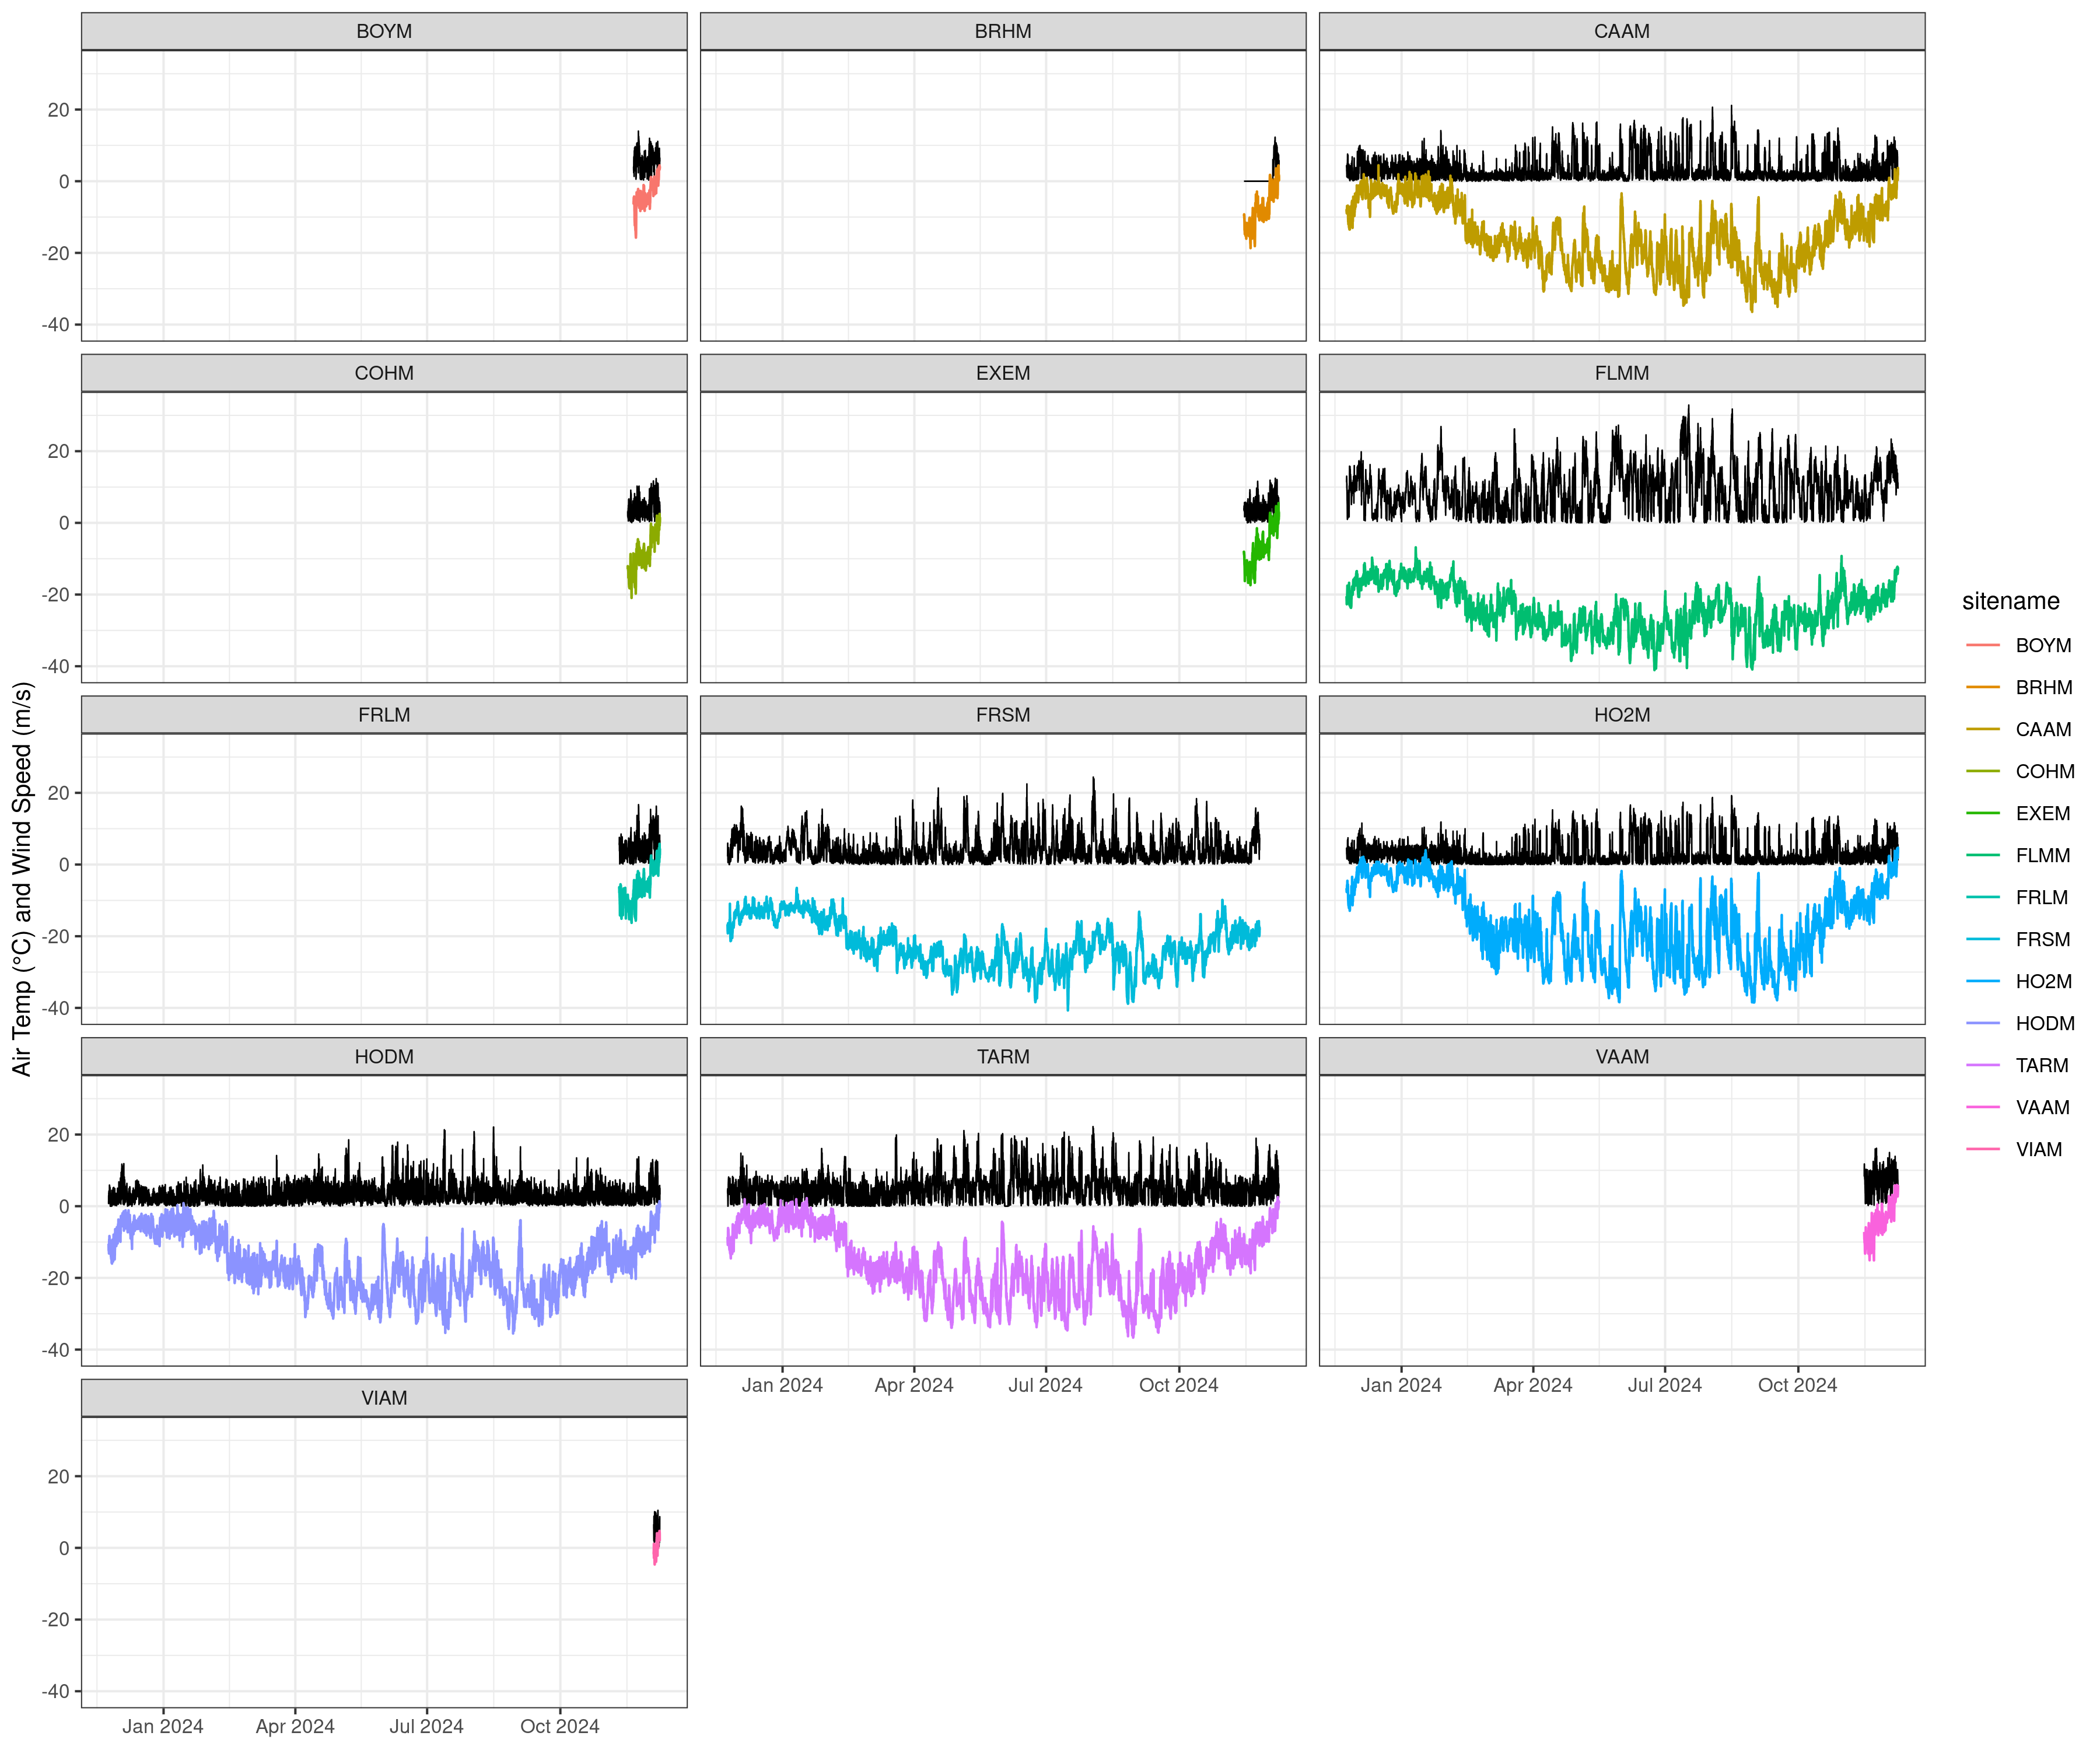 BOYM
BRHM
CAAM
20
0
-20
-40
COHM
EXEM
FLMM
20
0
-20
-40
FRLM
FRSM
HO2M
20
0
-20
-40
HODM
TARM
VAAM
20
0
-20
-40
Jan 2024 Apr 2024 Jul 2024 Oct 2024
Jan 2024 Apr 2024 Jul 2024 Oct 2024
VIAM
20
0
-20
-40
Jan 2024 Apr 2024 Jul 2024 Oct 2024
Air Temp (°C) and Wind Speed (m/s)
sitename
BOYM
BRHM
CAAM
COHM
EXEM
FLMM
FRLM
FRSM
HO2M
HODM
TARM
VAAM
VIAM